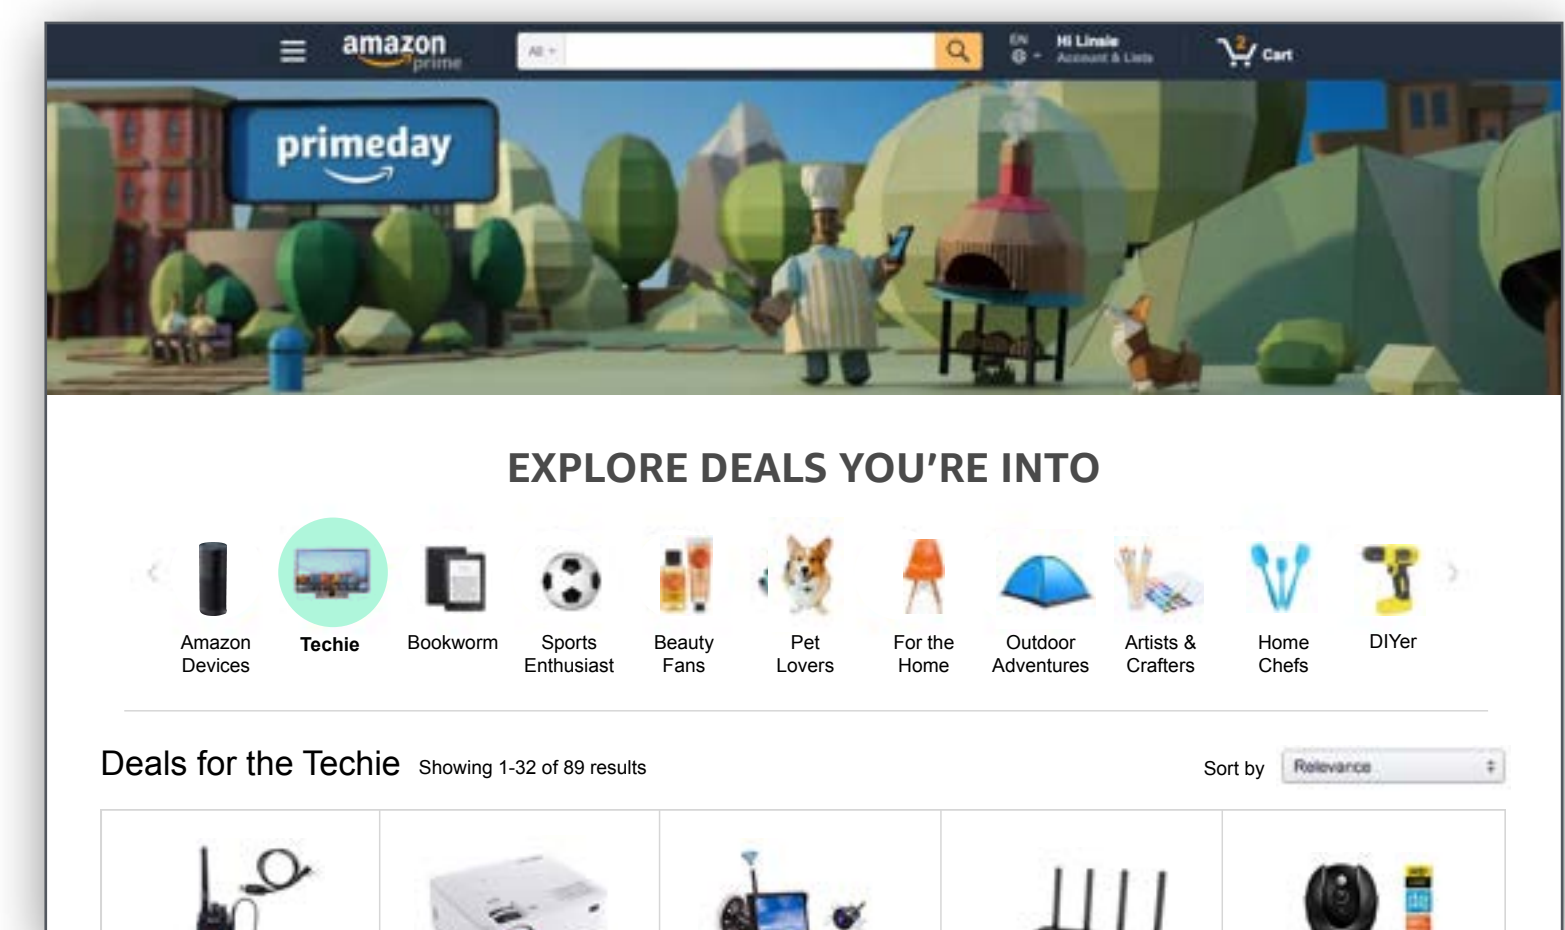 amazon
prime
All
EN
Hi Linsie
Account & Lists
2
Cart
primeday
EXPLORE DEALS YOU’RE INTO
Amazon
Devices
Techie
Bookworm
Sports
Enthusiast
Beauty
Fans
Pet
Lovers
For the
Home
Outdoor
Adventures
Artists &
Crafters
Home
Chefs
DIYer
Deals for the Techie
Showing 1-32 of 89 results
Sort by
Relevance